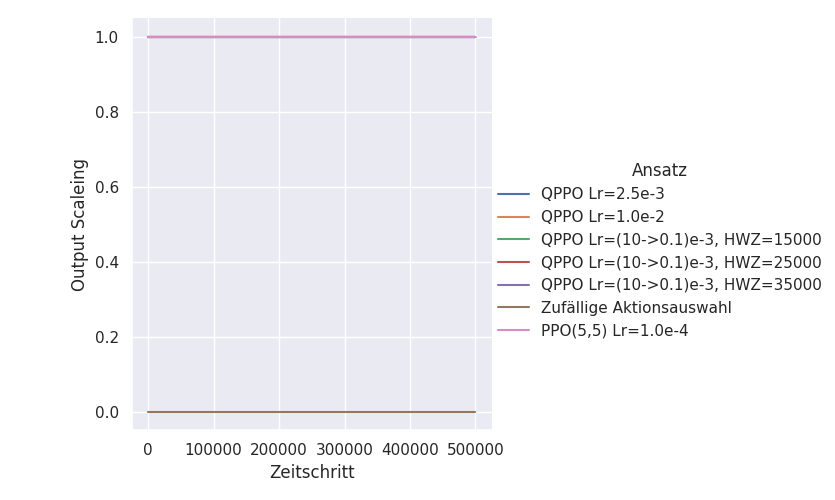 1.0
0.8
0.6
0.4
0.2
0.0
Output Scaleing
0 100000 200000 300000 400000 500000
Zeitschritt
Ansatz
QPPO Lr=2.5e-3
QPPO Lr=1.0e-2
QPPO Lr=(10->0.1)e-3, HWZ=15000
QPPO Lr=(10->0.1)e-3, HWZ=25000
QPPO Lr=(10->0.1)e-3, HWZ=35000
Zufällige Aktionsauswahl
PPO(5,5) Lr=1.0e-4